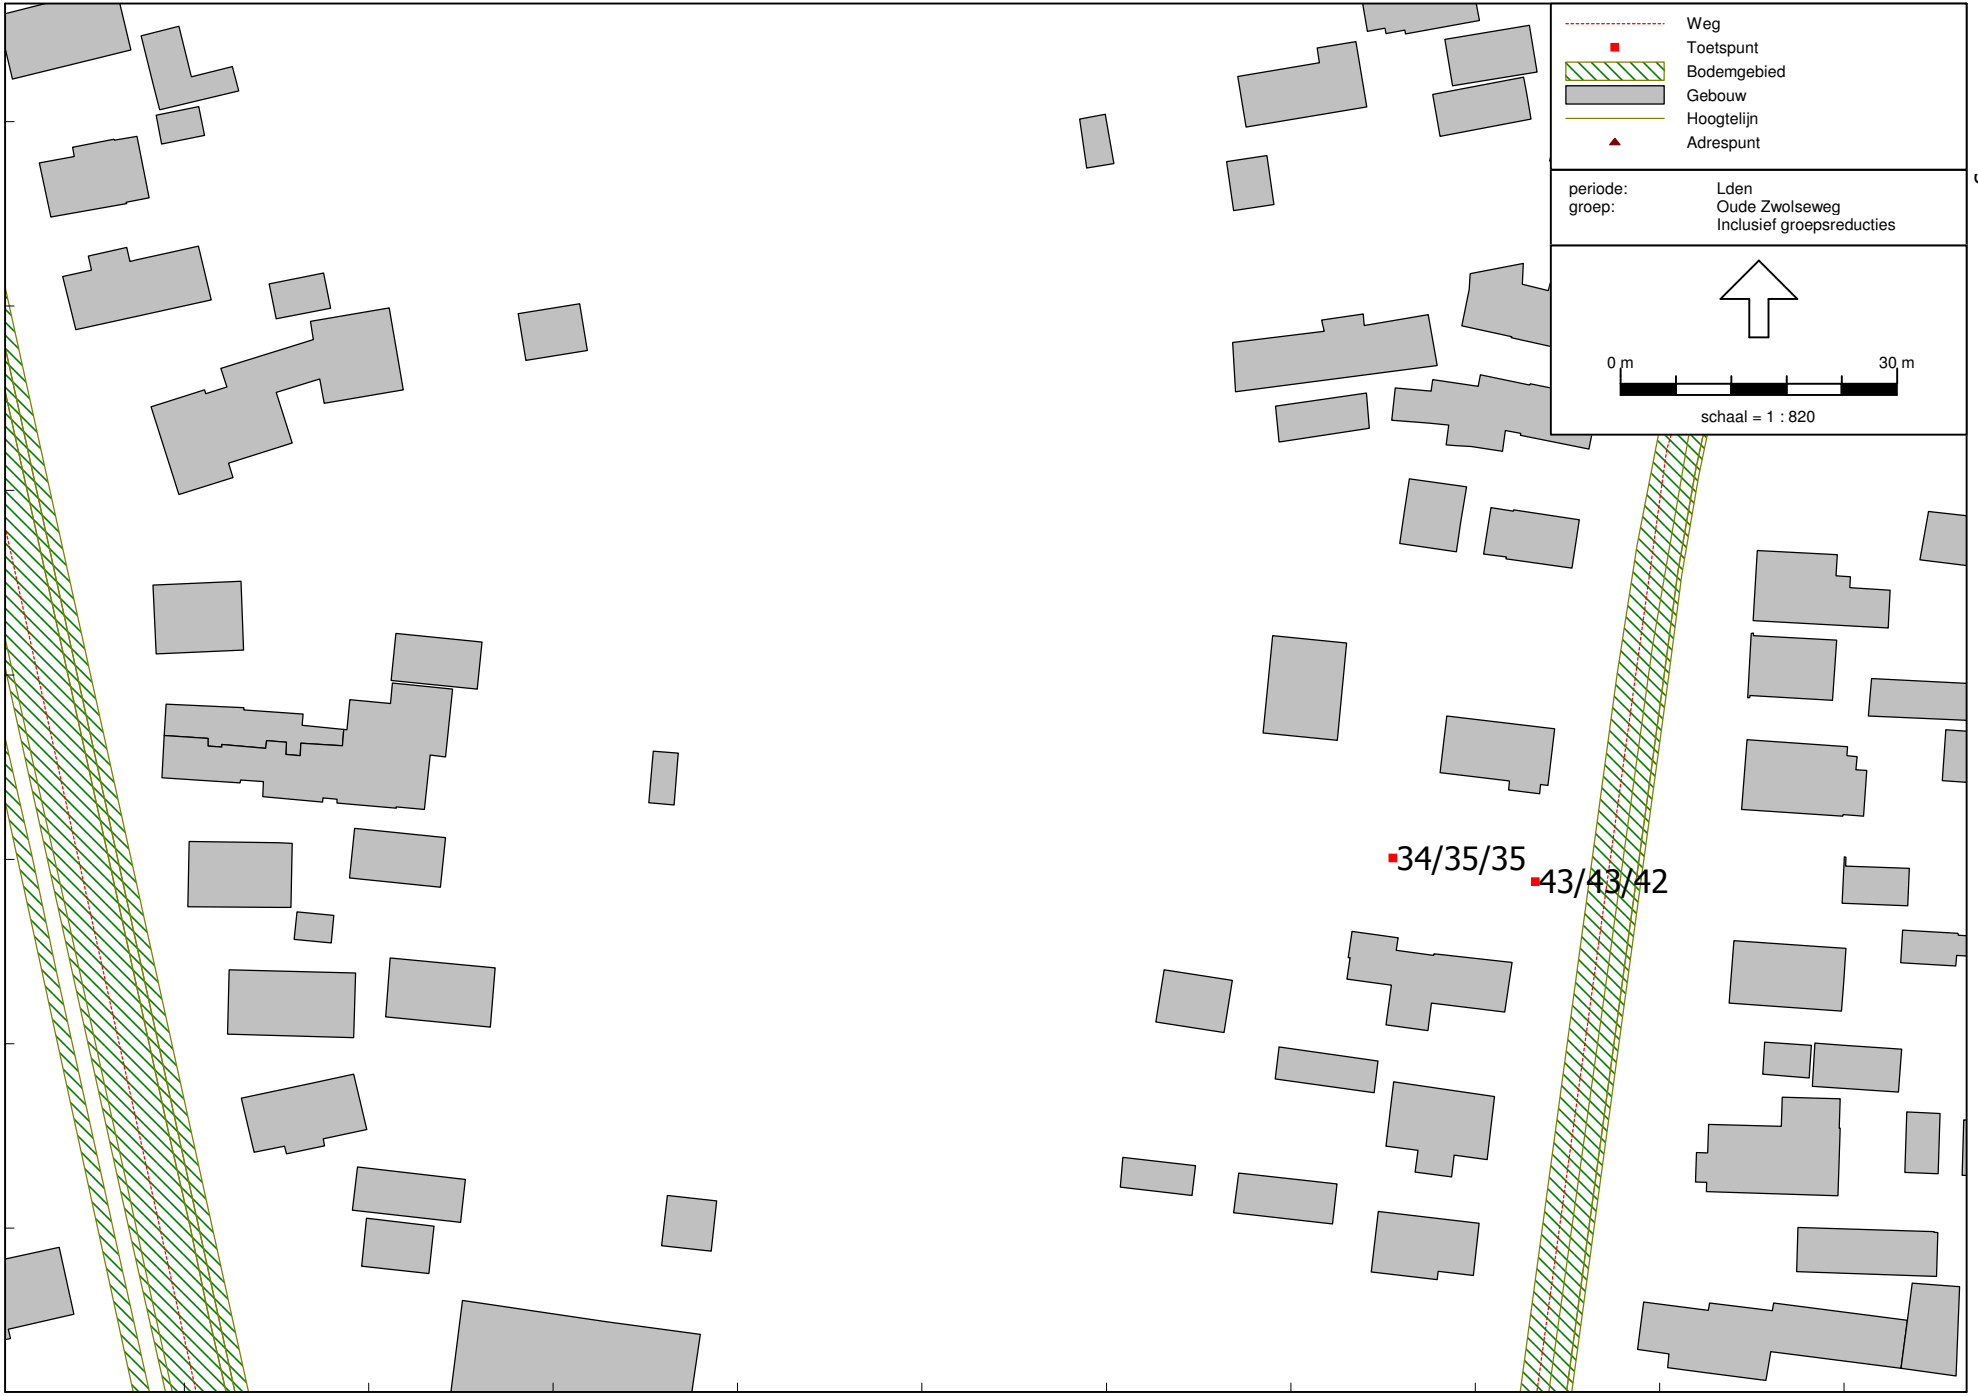 Weg
Toetspunt
Bodemgebied
Gebouw
Hoogtelijn
Adrespunt
periode: Lden
groep: Oude Zwolseweg
Inclusief groepsreducties
0 m 30 m
schaal = 1 : 820
34/35/35
43/43/42